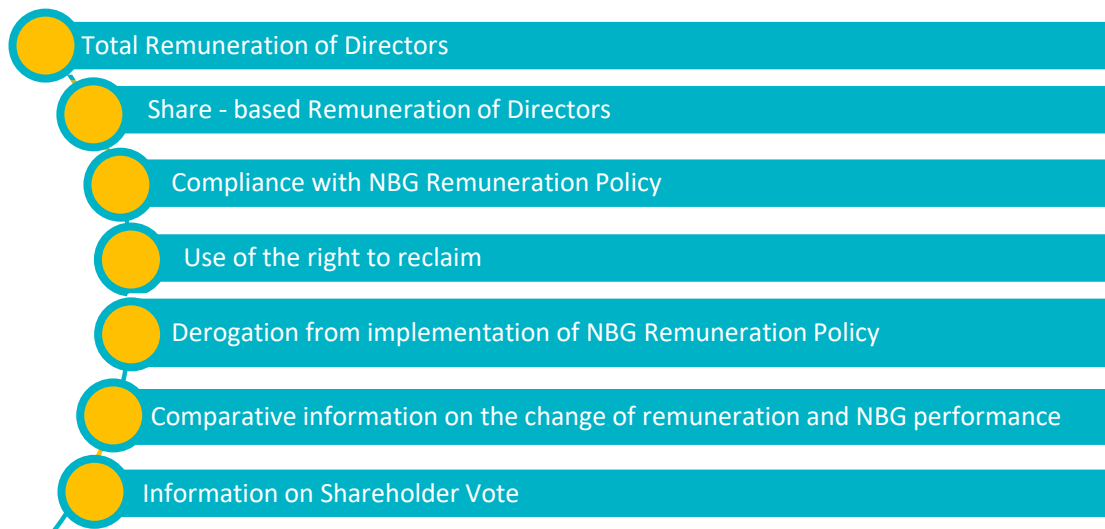 Total Remuneration of Directors
Share - based Remuneration of Directors
Compliance with NBG Remuneration Policy
Use of the right to reclaim
Derogation from implementation of NBG Remuneration Policy
Comparative information on the change of remuneration and NBG performance
Information on Shareholder Vote